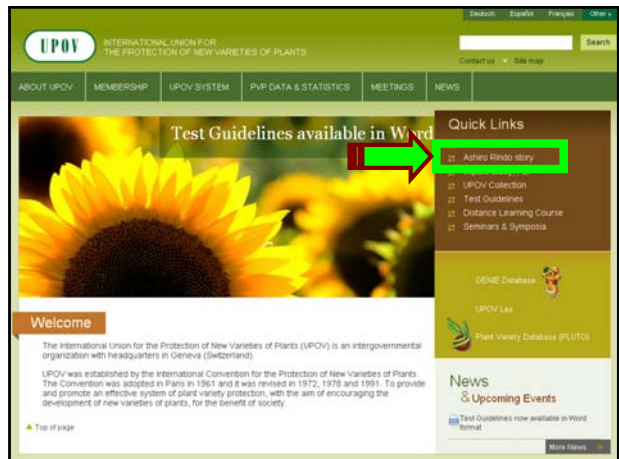 Deutsch Español Français Other
UPOV
INTERNATIONAL UNION FOR
THE PROTECTION OF NEW VARIETIES OF PLANTS
Search
Contact us Site map
ABOUT UPOV MEMBERSHIP UPOV SYSTEM PVP DATA & STATISTICS MEETINGS NEWS
Test Guidelines available in Word
Quick Links
Ashiro Rindo story
UPOV Collection
Test Guidelines
Distance Learning Course
Seminars & Symposia
GENIE Database
UPOV Lex
Plant Variety Database (PLUTO)
Welcome
The International Union for the Protection of New Varieties of Plants (UPOV) is an intergovernmental
organization with headquarters in Geneva (Switzerland).
UPOV was established by the International Convention for the Protection of New Varieties of Plants.
The Convention was adopted in Paris in 1961 and it was revised in 1972, 1978 and 1991. To provide
and promote an effective system of plant variety protection, with the aim of encouraging the
development of new varieties of plants, for the benefit of society.
Top of page
News
& Upcoming Events
Test Guidelines now available in Word
format
More News